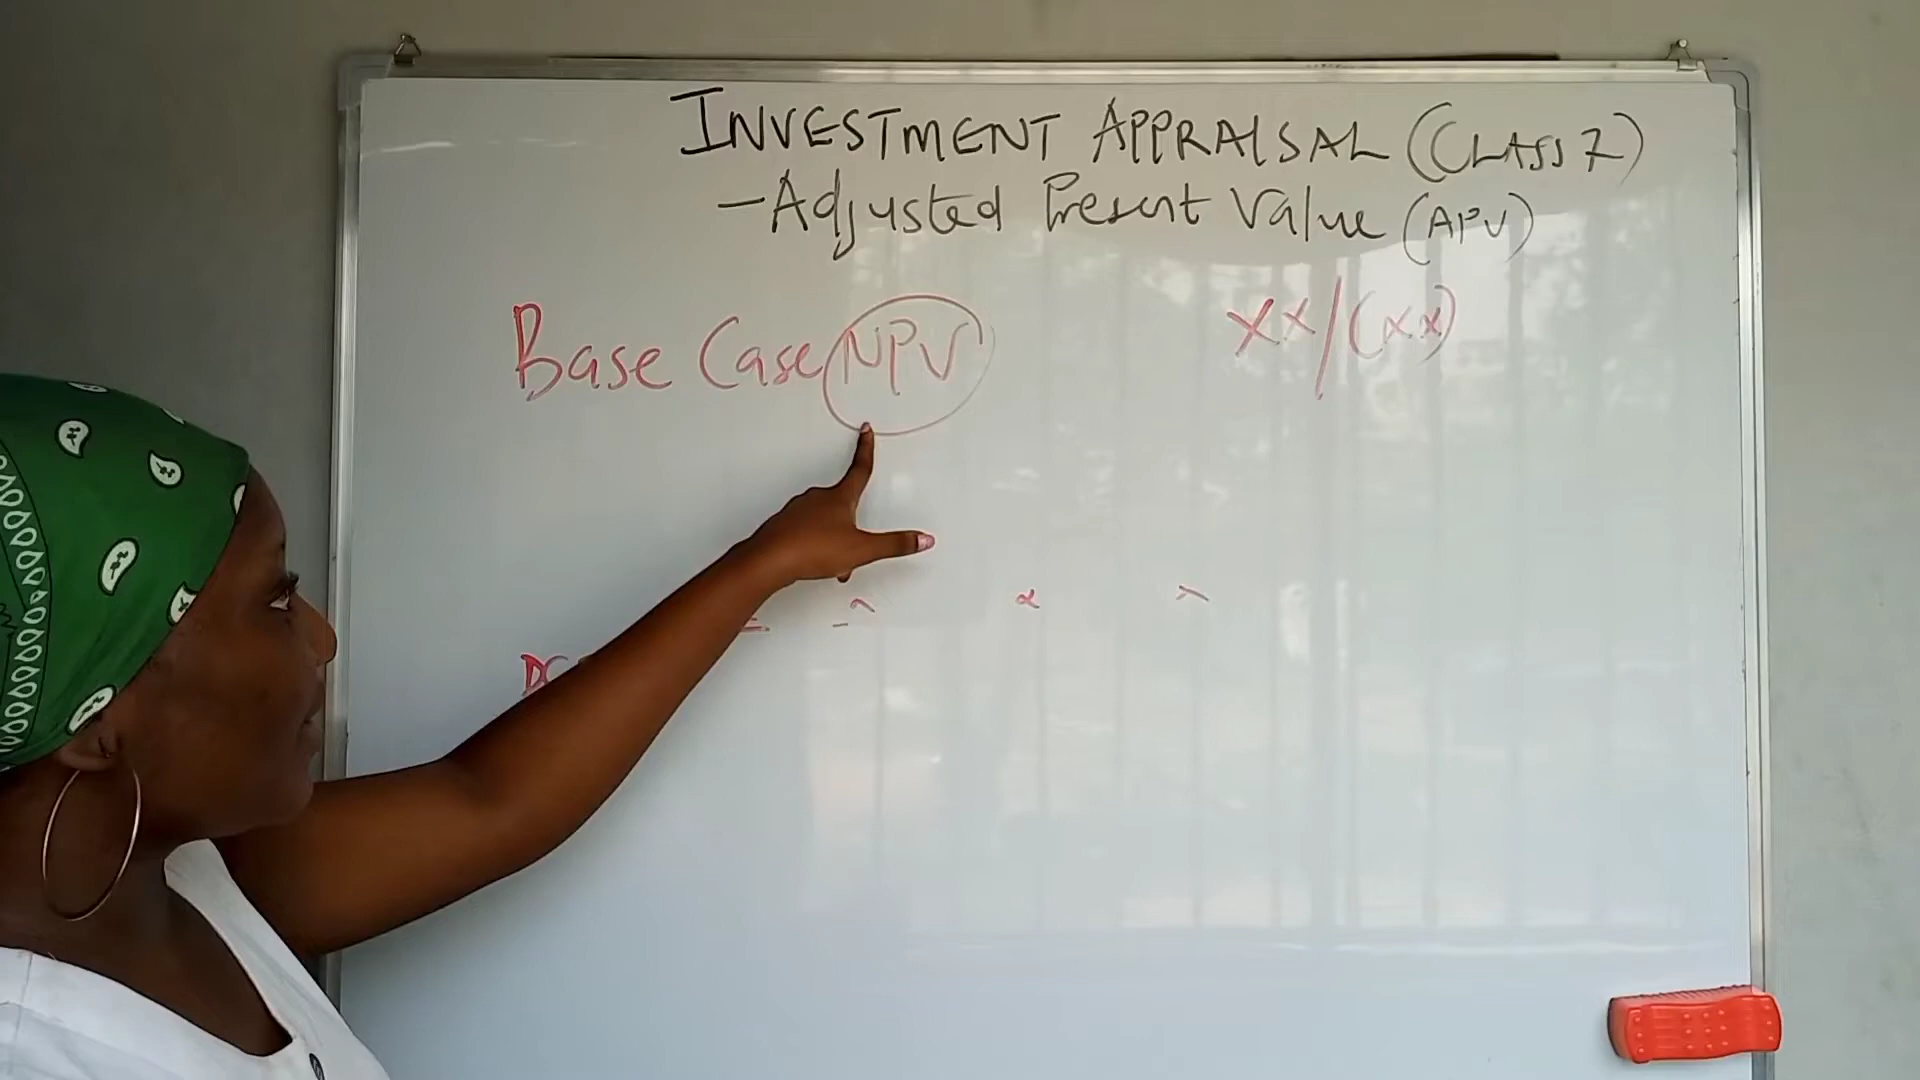 INVESTMENT APPRAISAL (CLASS 7)
- Adjusted Present Value (APV)
Base Case NPV xx/(xx)